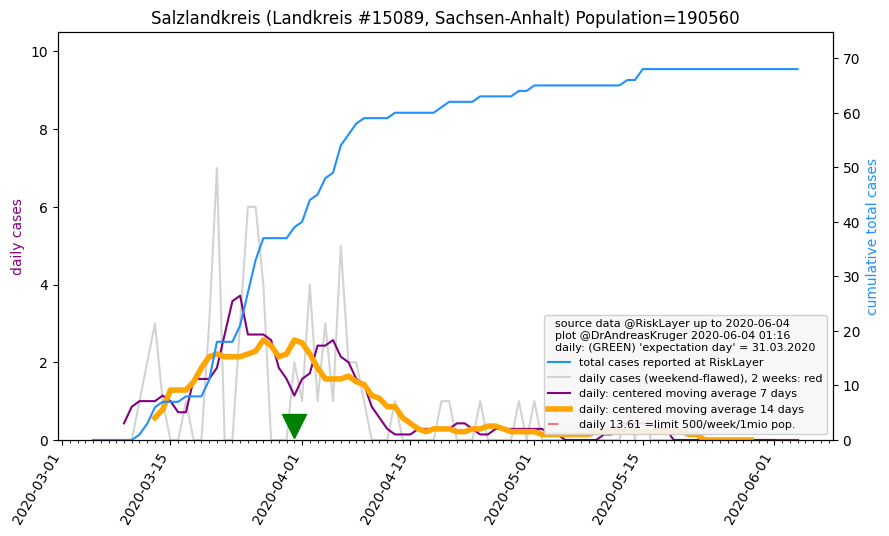 Salzlandkreis (Landkreis #15089, Sachsen-Anhalt) Population=190560
daily cases
10
8
6
4
2
0
cumulative total cases
70
60
50
40
30
20
10
0
source data @RiskLayer up to 2020-06-04
plot @DrAndreasKruger 2020-06-04 01:16
daily: (GREEN) 'expectation day' = 31.03.2020
total cases reported at RiskLayer
daily cases (weekend-flawed), 2 weeks: red
daily: centered moving average 7 days
daily: centered moving average 14 days
daily 13.61 =limit 500/week/1mio pop.
2020-03-01
2020-03-15
2020-04-01
2020-04-15
2020-05-01
2020-05-15
2020-06-01